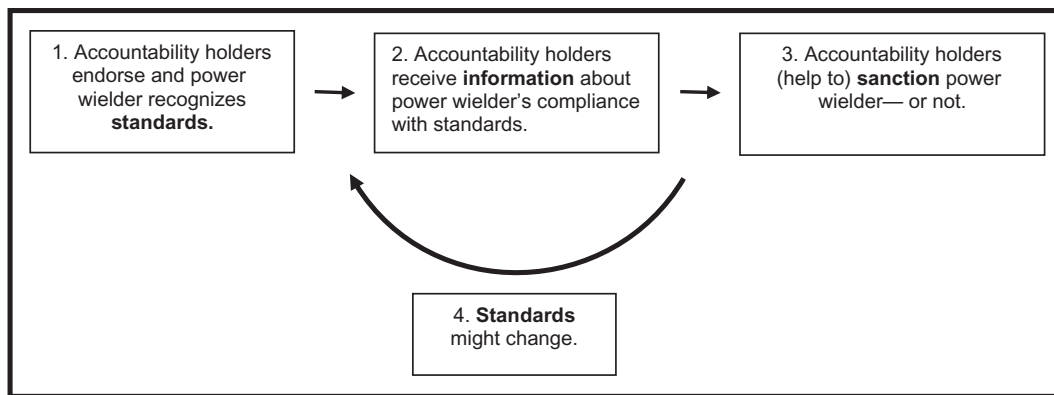 1. Accountability holders
endorse and power
wielder recognizes
standards.
2. Accountability holders
receive information about
power wielder’s compliance
with standards.
3. Accountability holders
(help to) sanction power
wielder— or not.
4. Standards
might change.